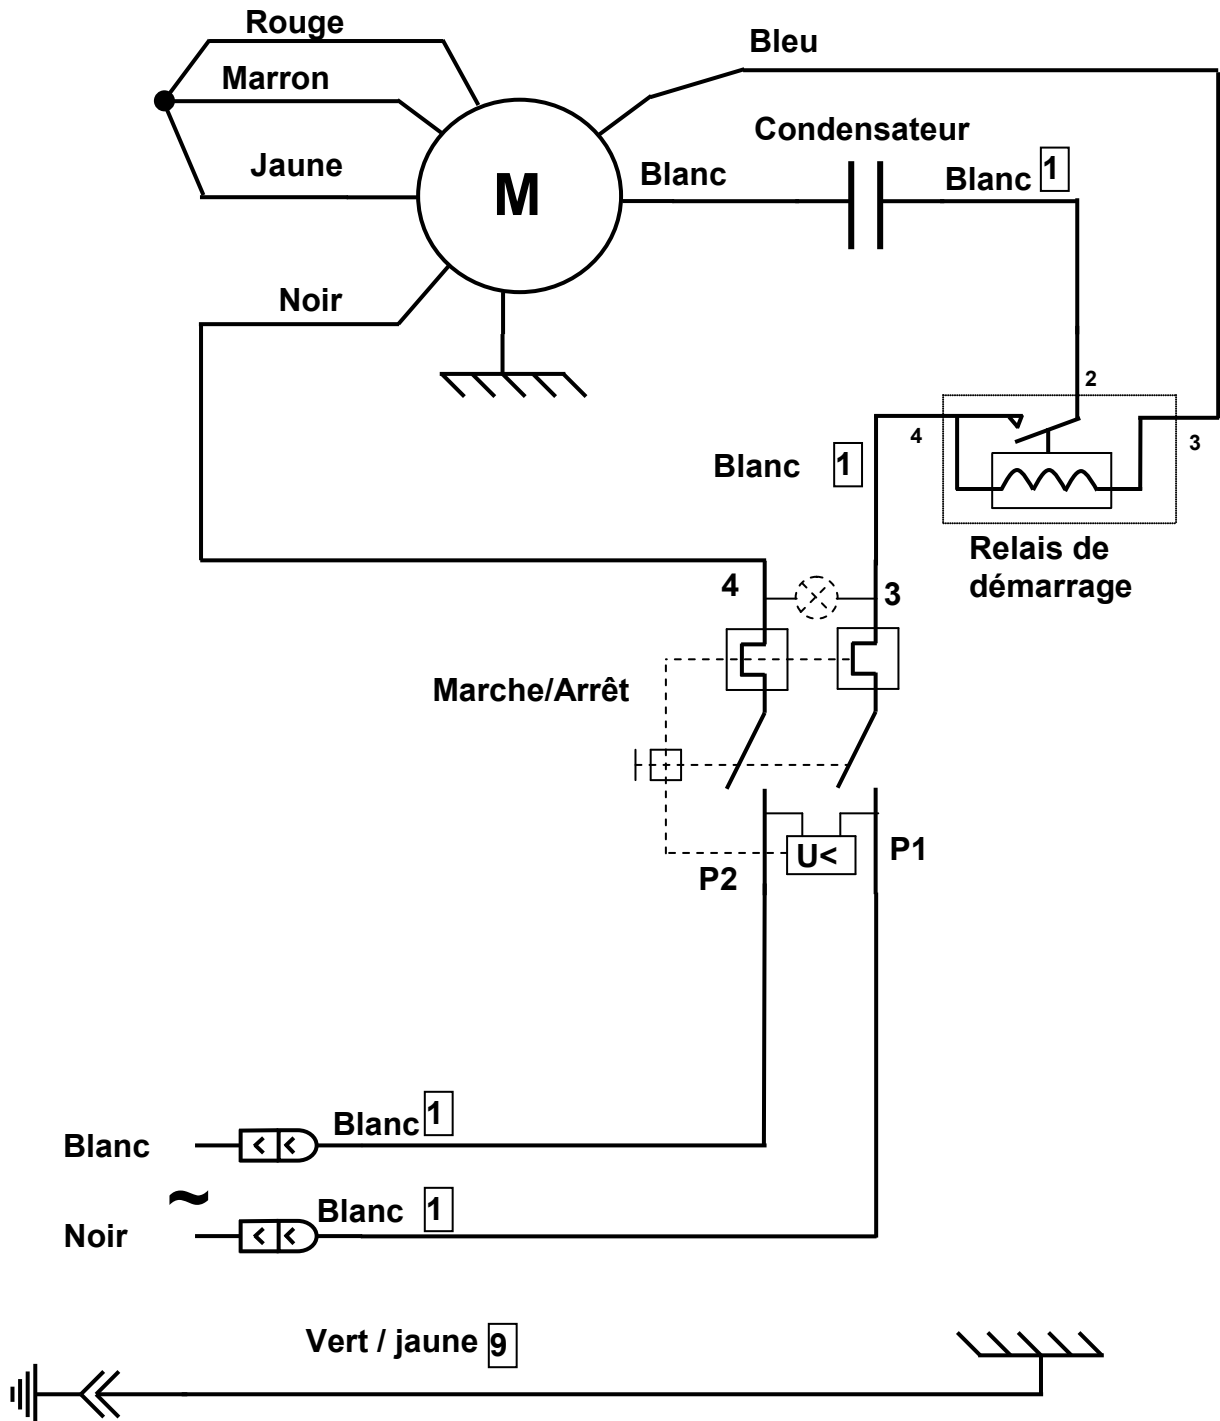 Rouge
Bleu
Marron
Condensateur
Jaune
Blanc
Blanc 1
M
Noir
2
4
3
Blanc 1
Relais de
démarrage
4
3
Marche/Arrêt
U<
P1
P2
Blanc 1
Blanc
~
Blanc 1
Noir
Vert / jaune 9